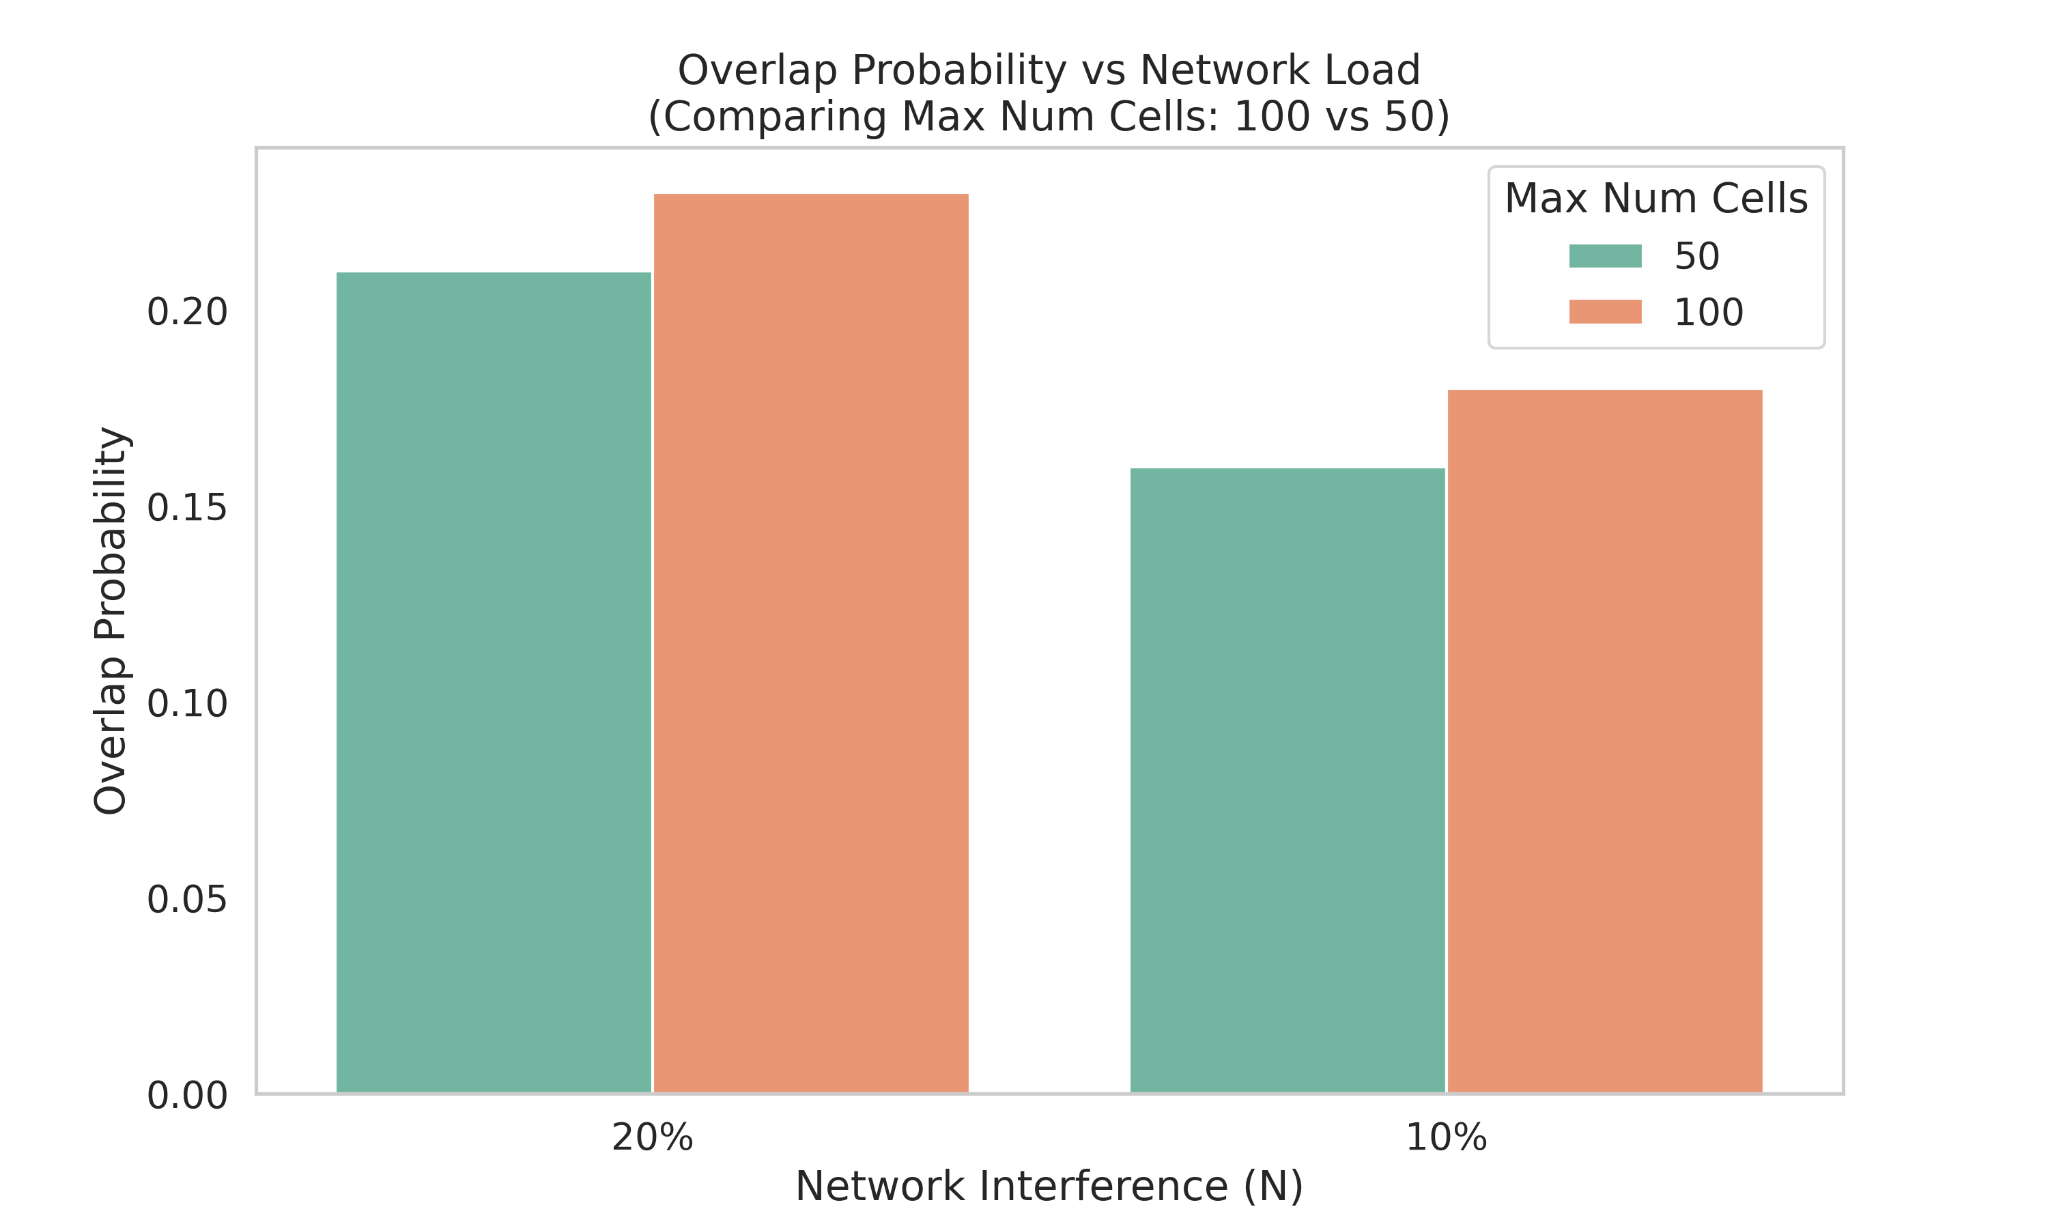 Overlap Probability vs Network Load
(Comparing Max Num Cells: 100 vs 50)
Max Num Cells
50
100
Overlap Probability
0.20
0.15
0.10
0.05
0.00
20%
10%
Network Interference (N)